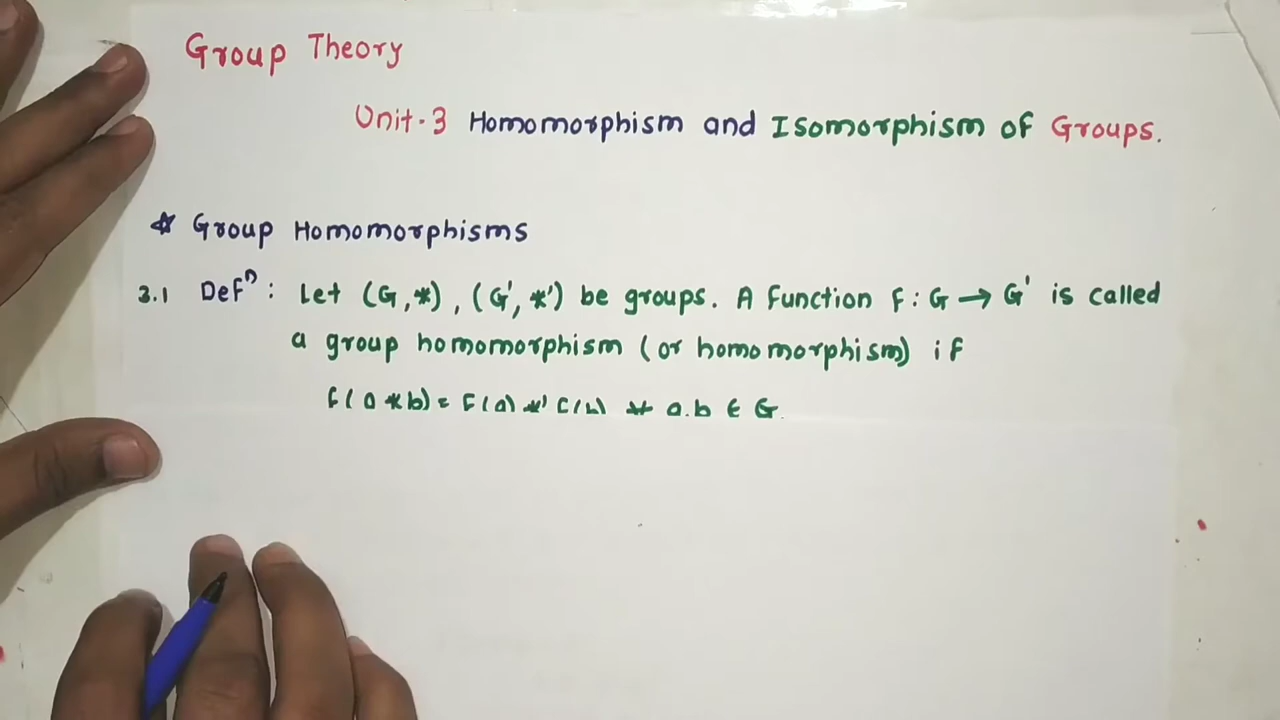 Group Theory
Unit-3 Homomorphism and Isomorphism of Groups.
* Group Homomorphisms
3.1 Defⁿ: Let (G,*), (G',*') be groups. A function f: G → G' is called
a group homomorphism (or homomorphism) if
f(a*b) = f(a) *' f(b) ∀ a,b ∈ G.